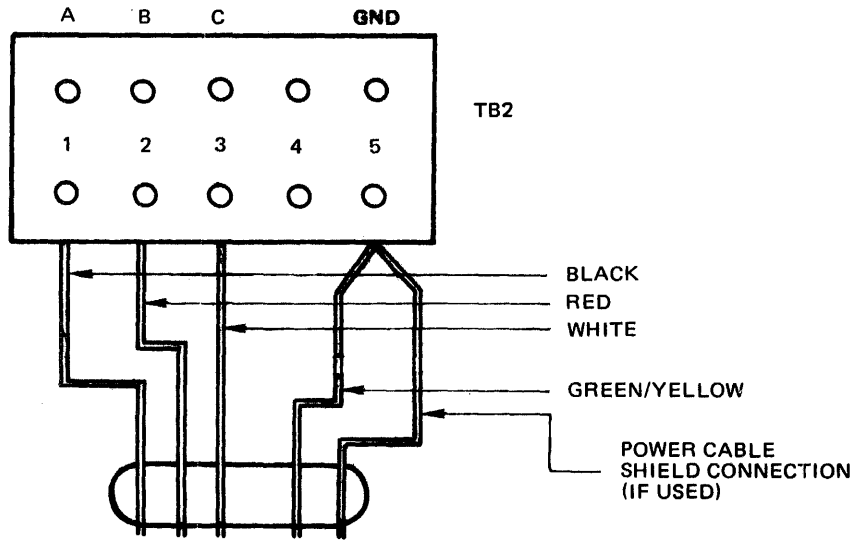 A B C GND
TB2
1 2 3 4 5
BLACK
RED
WHITE
GREEN/YELLOW
POWER CABLE
SHIELD CONNECTION
(IF USED)